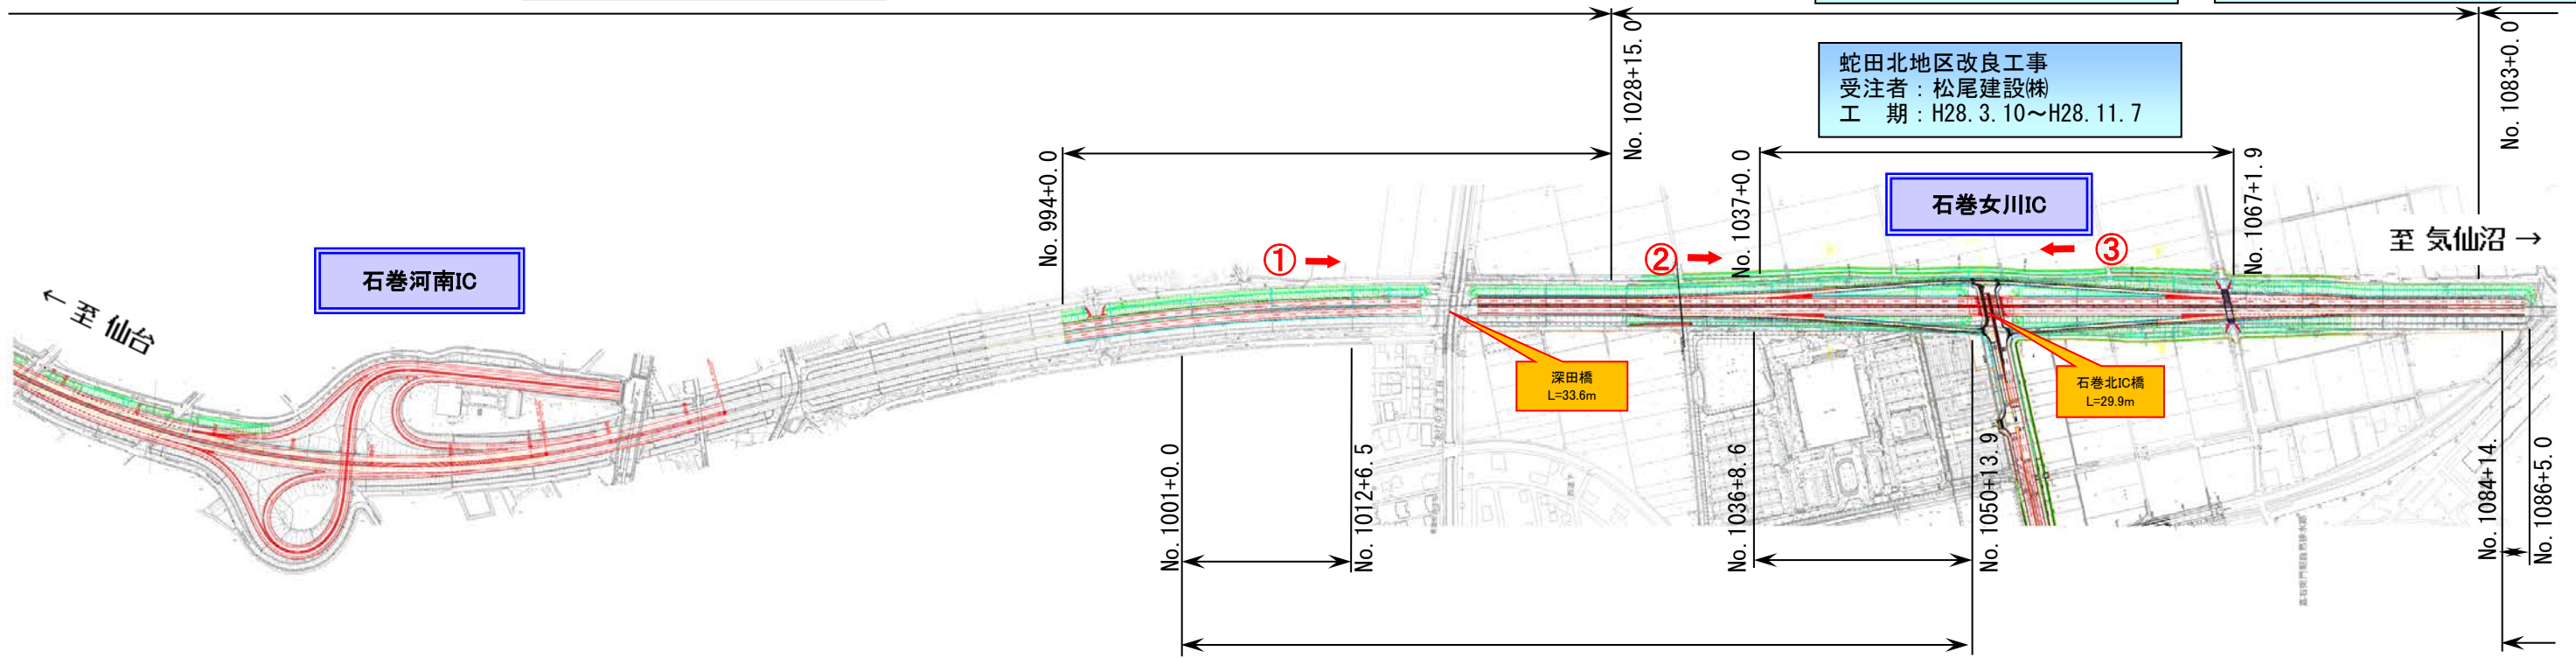 No. 1028+15.0
No. 1083+0.0
蛇田北地区改良工事
受注者：松尾建設㈱
工　期：H28.3.10～H28.11.7
No. 994+0.0
No. 1037+0.0
No. 1067+1.9
石巻女川IC
石巻河南IC
① ② ③
至 気仙沼 →
← 至 仙台
深田橋
L=33.6m
石巻北IC橋
L=29.9m
No. 1001+0.0
No. 1012+6.5
No. 1036+8.6
No. 1050+13.9
No. 1084+14.
No. 1086+5.0